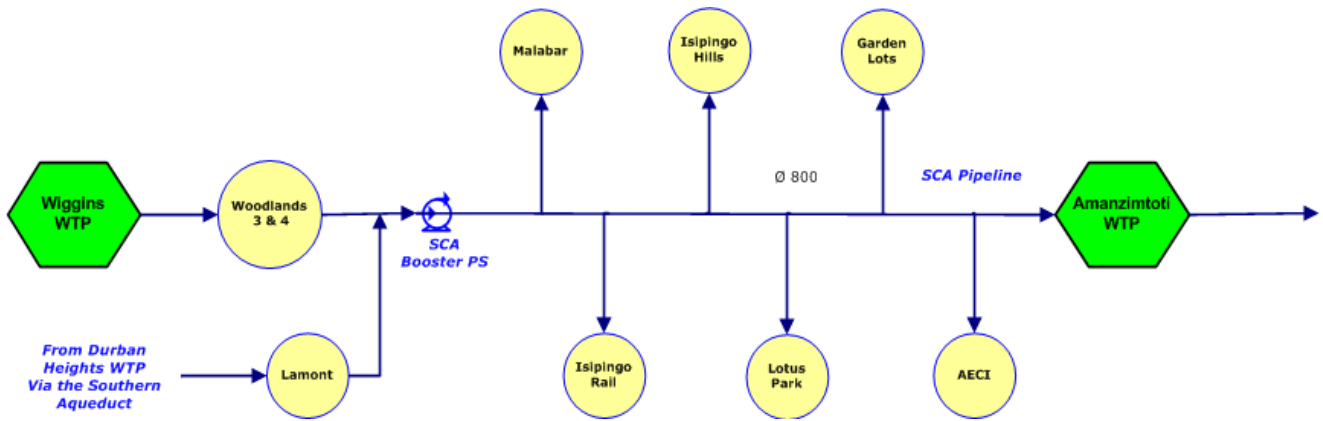 Malabar
Isipingo
Hills
Garden
Lots
Ø 800
SCA Pipeline
Wiggins
WTP
Woodlands
3 & 4
SCA
Booster PS
Amanzimtoti
WTP
From Durban
Heights WTP
Via the Southern
Aqueduct
Lamont
Isipingo
Rail
Lotus
Park
AECI